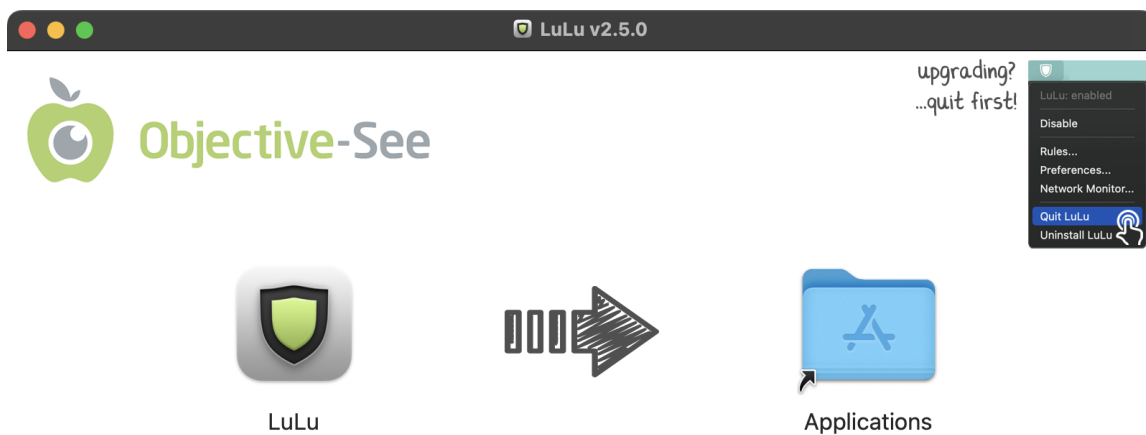 LuLu v2.5.0
upgrading?
...quit first!
Objective-See
LuLu: enabled
Disable
Rules...
Preferences...
Network Monitor...
Quit LuLu
Uninstall LuLu
LuLu
Applications